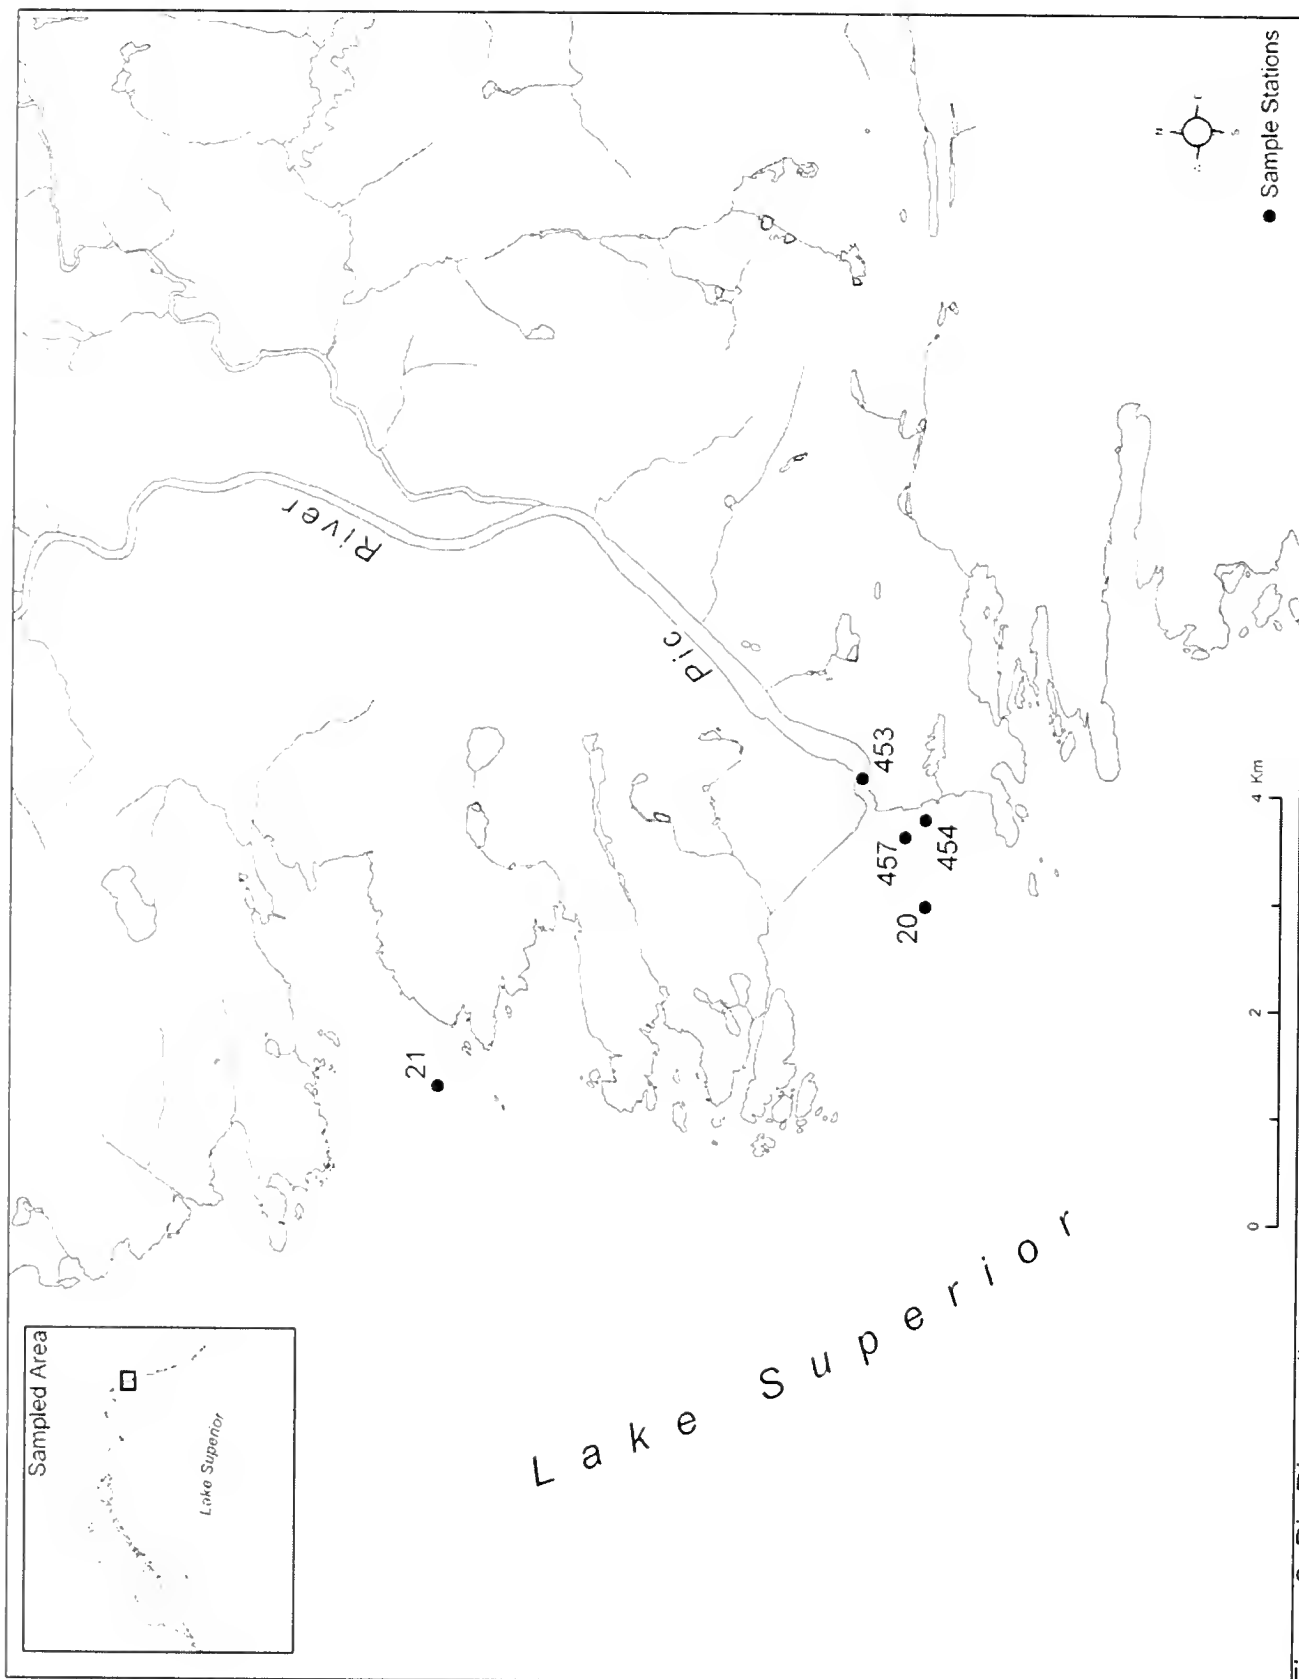 Sampled Area
Lake Superior
River
Pic
21
453
457
454
20
Lake Superior
0 2 4 Km
N
S
● Sample Stations